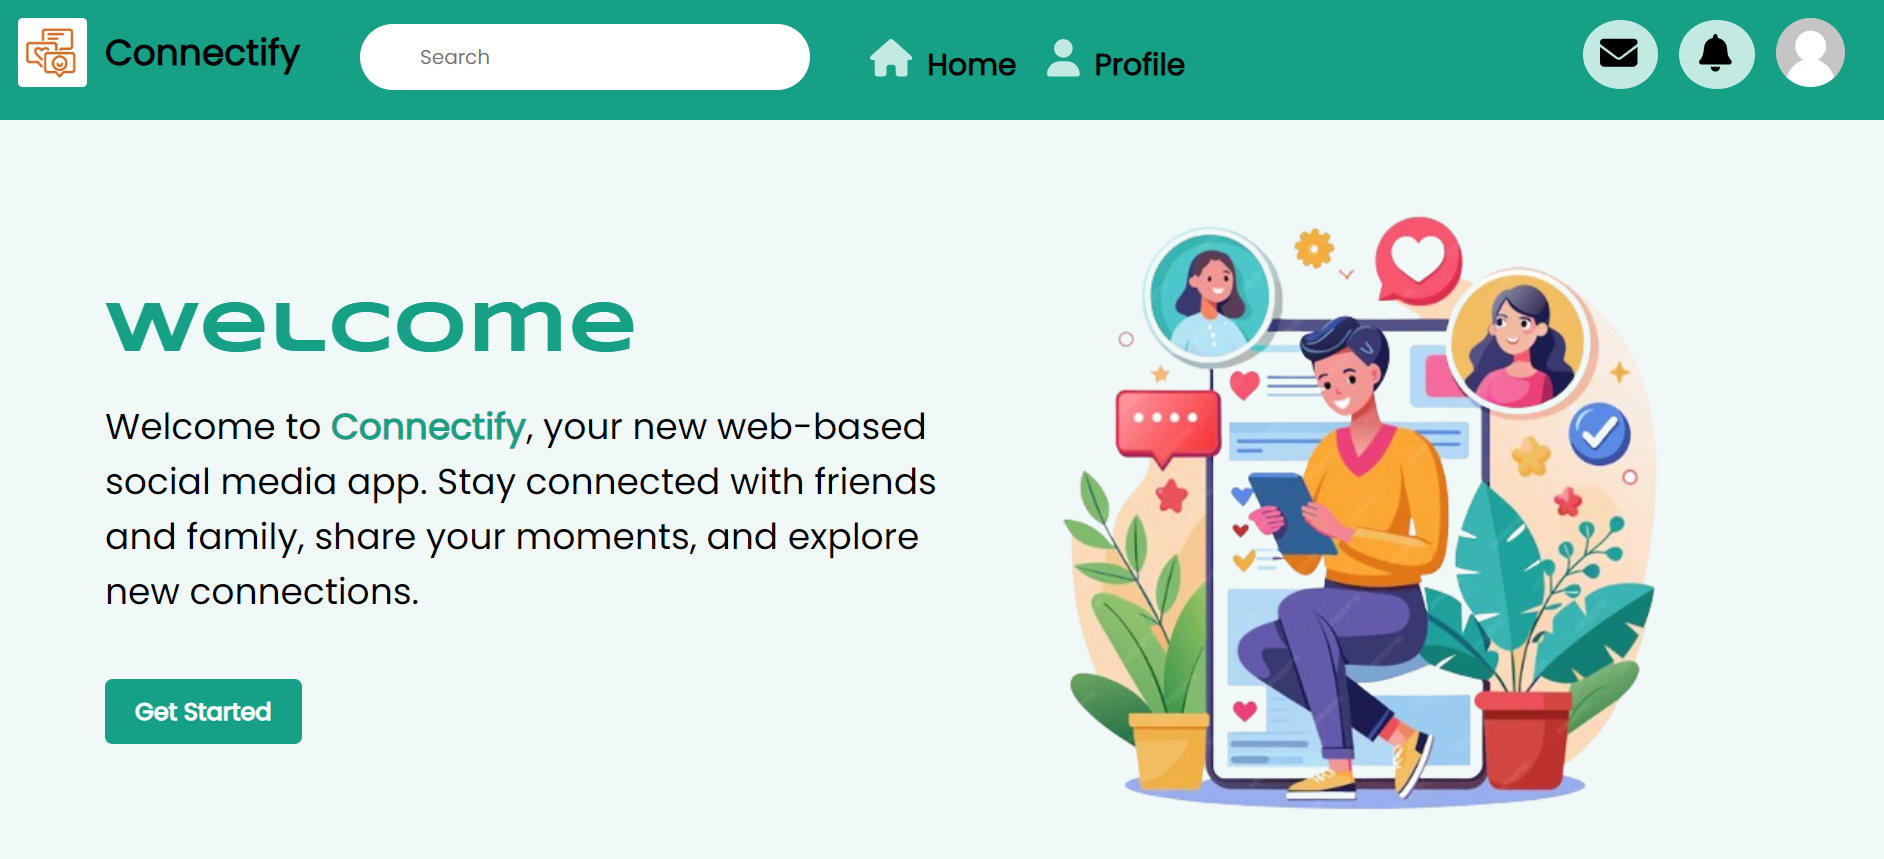 Connectify
Search
Home
Profile
welcome
Welcome to Connectify, your new web-based
social media app. Stay connected with friends
and family, share your moments, and explore
new connections.
Get Started